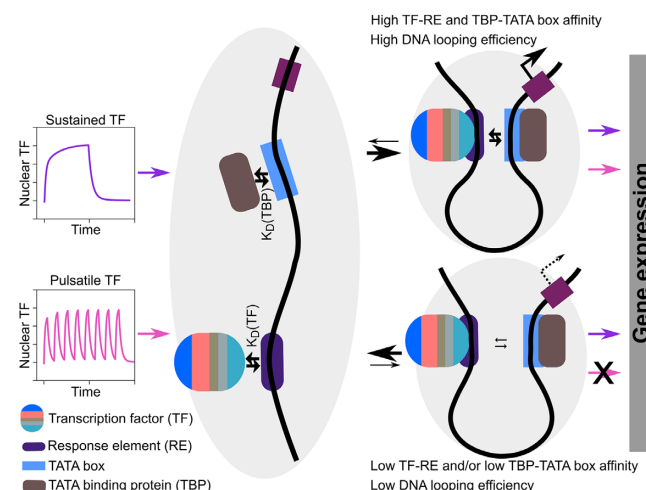 High TF-RE and TBP-TATA box affinity
High DNA looping efficiency
Sustained TF
Nuclear TF
Time
K_D(TBP)
Pulsatile TF
Nuclear TF
Time
K_D(TF)
X
Gene expression
Transcription factor (TF)
Response element (RE)
TATA box
TATA binding protein (TBP)
Low TF-RE and/or low TBP-TATA box affinity
Low DNA looping efficiency